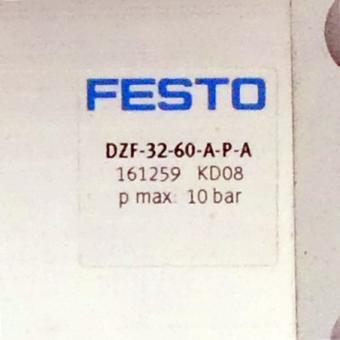 FESTO
DZF-32-60-A-P-A
161259 KD08
p max: 10 bar